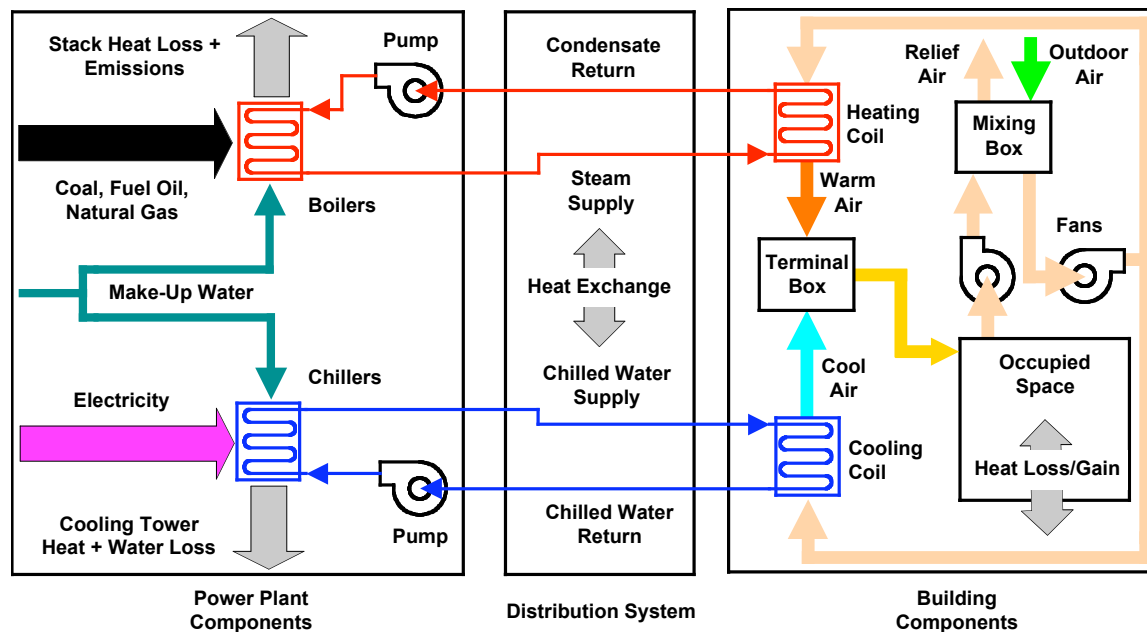 Stack Heat Loss +
Emissions
Pump
Coal, Fuel Oil,
Natural Gas
Boilers
Make-Up Water
Chillers
Electricity
Cooling Tower
Heat + Water Loss
Pump
Power Plant
Components
Condensate
Return
Steam
Supply
Heat Exchange
Chilled Water
Supply
Chilled Water
Return
Distribution System
Relief
Air
Outdoor
Air
Heating
Coil
Mixing
Box
Warm
Air
Fans
Terminal
Box
Cool
Air
Occupied
Space
Cooling
Coil
Heat Loss/Gain
Building
Components